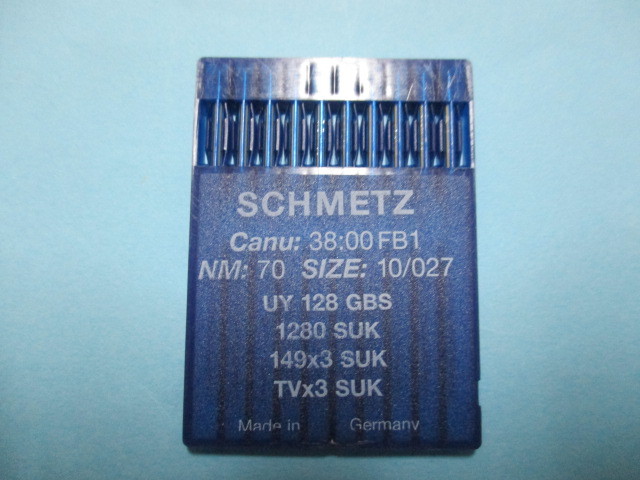 SCHMETZ
Canu: 38:00 FB1
NM: 70 SIZE: 10/027
UY 128 GBS
1280 SUK
149x3 SUK
TVx3 SUK
Made in Germany